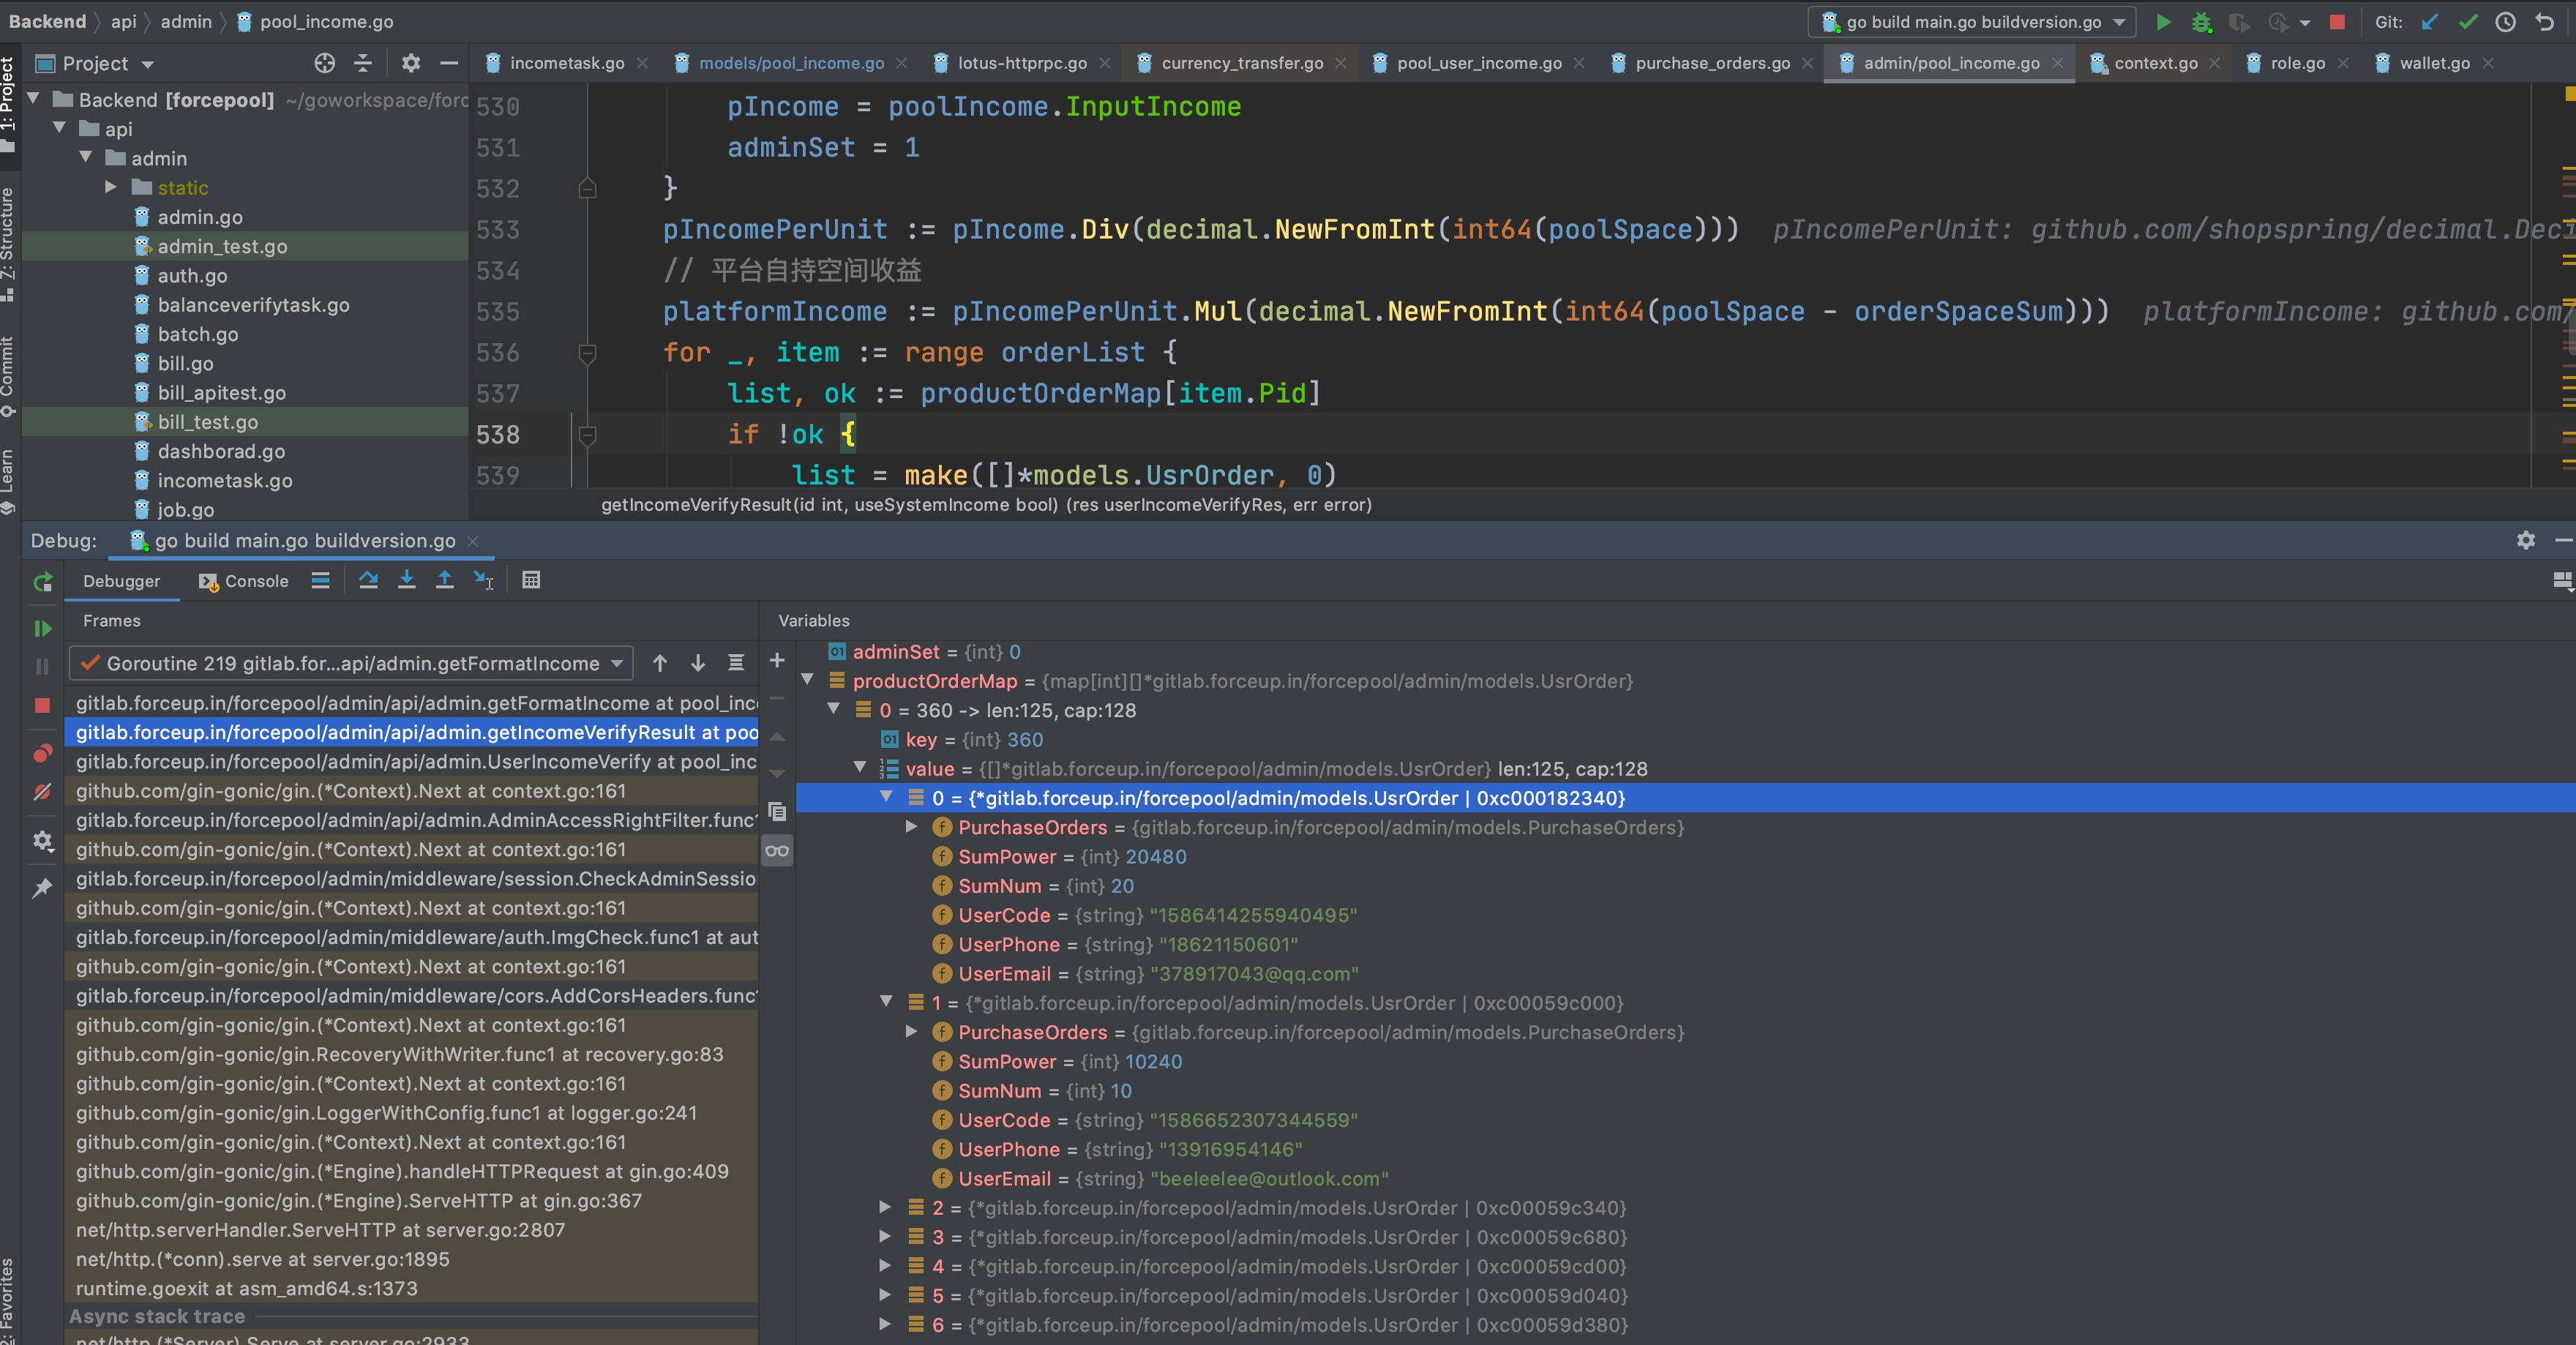 Backend api admin pool_income.go
go build main.go buildversion.go Git:
Project
incometask.go models/pool_income.go lotus-httprpc.go currency_transfer.go pool_user_income.go purchase_orders.go admin/pool_income.go context.go role.go wallet.go
1: Project
Z: Structure
Commit
Learn
2: Favorites
Backend [forcepool] ~/goworkspace/forc
api
admin
static
admin.go
admin_test.go
auth.go
balanceverifytask.go
batch.go
bill.go
bill_apitest.go
bill_test.go
dashborad.go
incometask.go
job.go
530 pIncome = poolIncome.InputIncome
531 adminSet = 1
532 }
533 pIncomePerUnit := pIncome.Div(decimal.NewFromInt(int64(poolSpace))) pIncomePerUnit: github.com/shopspring/decimal.Deci
534 // 平台自持空间收益
535 platformIncome := pIncomePerUnit.Mul(decimal.NewFromInt(int64(poolSpace - orderSpaceSum))) platformIncome: github.com/
536 for _, item := range orderList {
537 list, ok := productOrderMap[item.Pid]
538 if !ok {
539 list = make([]*models.UsrOrder, 0)
getIncomeVerifyResult(id int, useSystemIncome bool) (res userIncomeVerifyRes, err error)
Debug: go build main.go buildversion.go
Debugger Console
Frames
Goroutine 219 gitlab.for...api/admin.getFormatIncome
gitlab.forceup.in/forcepool/admin/api/admin.getFormatIncome at pool_inc
gitlab.forceup.in/forcepool/admin/api/admin.getIncomeVerifyResult at poo
gitlab.forceup.in/forcepool/admin/api/admin.UserIncomeVerify at pool_inc
github.com/gin-gonic/gin.(*Context).Next at context.go:161
gitlab.forceup.in/forcepool/admin/api/admin.AdminAccessRightFilter.func1
github.com/gin-gonic/gin.(*Context).Next at context.go:161
gitlab.forceup.in/forcepool/admin/middleware/session.CheckAdminSessio
github.com/gin-gonic/gin.(*Context).Next at context.go:161
gitlab.forceup.in/forcepool/admin/middleware/auth.ImgCheck.func1 at aut
github.com/gin-gonic/gin.(*Context).Next at context.go:161
gitlab.forceup.in/forcepool/admin/middleware/cors.AddCorsHeaders.func1
github.com/gin-gonic/gin.(*Context).Next at context.go:161
github.com/gin-gonic/gin.RecoveryWithWriter.func1 at recovery.go:83
github.com/gin-gonic/gin.(*Context).Next at context.go:161
github.com/gin-gonic/gin.LoggerWithConfig.func1 at logger.go:241
github.com/gin-gonic/gin.(*Context).Next at context.go:161
github.com/gin-gonic/gin.(*Engine).handleHTTPRequest at gin.go:409
github.com/gin-gonic/gin.(*Engine).ServeHTTP at gin.go:367
net/http.serverHandler.ServeHTTP at server.go:2807
net/http.(*conn).serve at server.go:1895
runtime.goexit at asm_amd64.s:1373
Async stack trace
net/http.(*Server).Serve at server.go:2933
Variables
adminSet = {int} 0
productOrderMap = {map[int][]*gitlab.forceup.in/forcepool/admin/models.UsrOrder}
0 = 360 -> len:125, cap:128
key = {int} 360
value = {[]*gitlab.forceup.in/forcepool/admin/models.UsrOrder} len:125, cap:128
0 = {*gitlab.forceup.in/forcepool/admin/models.UsrOrder | 0xc000182340}
PurchaseOrders = {gitlab.forceup.in/forcepool/admin/models.PurchaseOrders}
SumPower = {int} 20480
SumNum = {int} 20
UserCode = {string} "1586414255940495"
UserPhone = {string} "18621150601"
UserEmail = {string} "378917043@qq.com"
1 = {*gitlab.forceup.in/forcepool/admin/models.UsrOrder | 0xc00059c000}
PurchaseOrders = {gitlab.forceup.in/forcepool/admin/models.PurchaseOrders}
SumPower = {int} 10240
SumNum = {int} 10
UserCode = {string} "1586652307344559"
UserPhone = {string} "13916954146"
UserEmail = {string} "beeleelee@outlook.com"
2 = {*gitlab.forceup.in/forcepool/admin/models.UsrOrder | 0xc00059c340}
3 = {*gitlab.forceup.in/forcepool/admin/models.UsrOrder | 0xc00059c680}
4 = {*gitlab.forceup.in/forcepool/admin/models.UsrOrder | 0xc00059cd00}
5 = {*gitlab.forceup.in/forcepool/admin/models.UsrOrder | 0xc00059d040}
6 = {*gitlab.forceup.in/forcepool/admin/models.UsrOrder | 0xc00059d380}